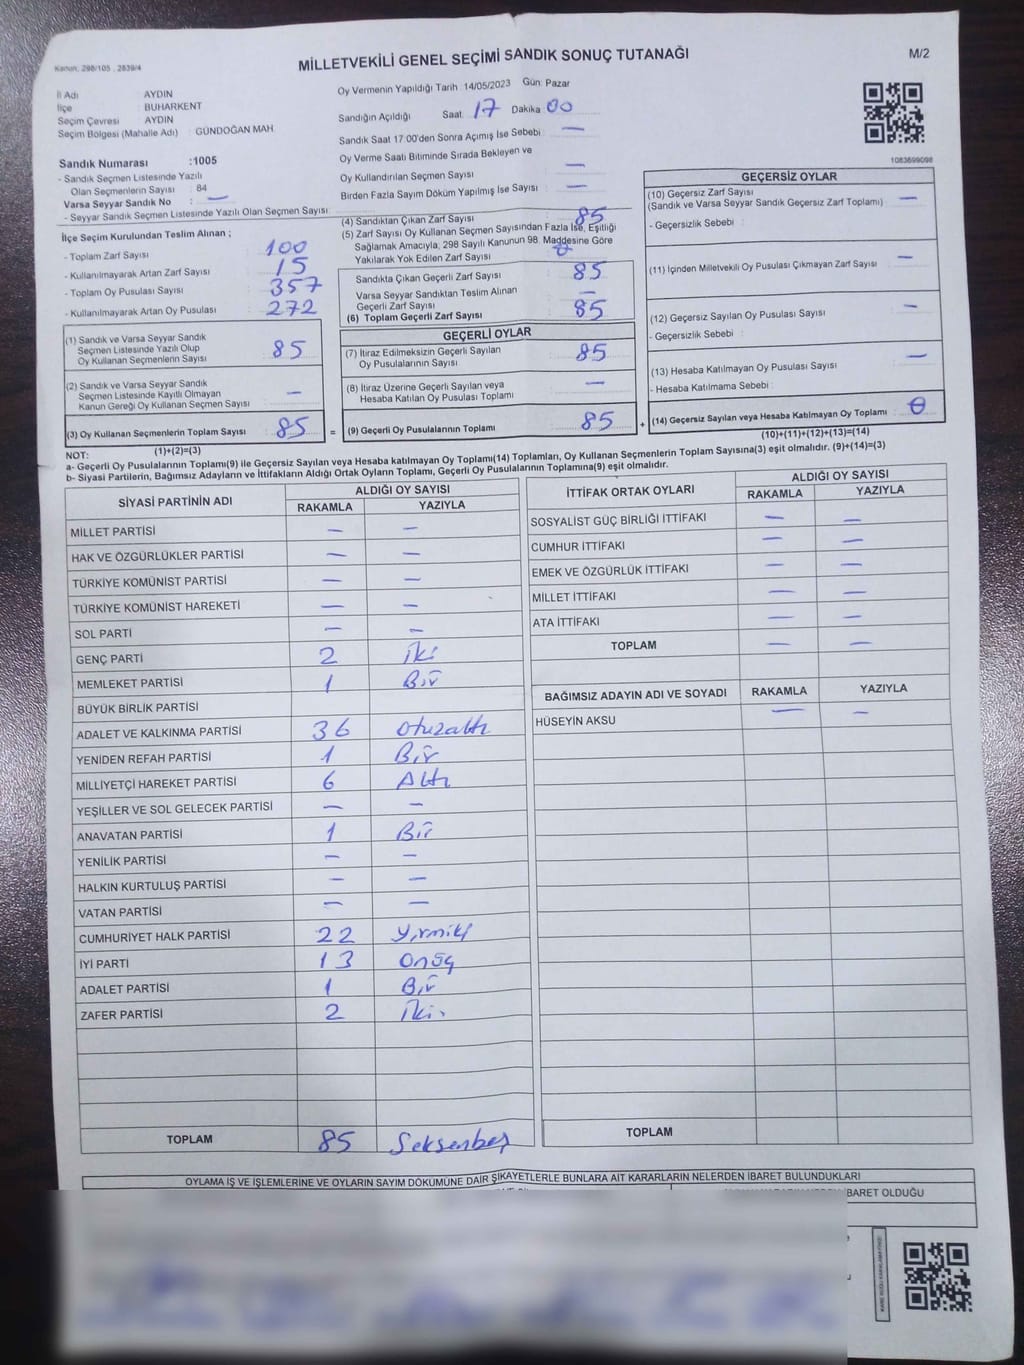 Kanun, 298/105 , 2839/4
MİLLETVEKİLİ GENEL SEÇİMİ SANDIK SONUÇ TUTANAĞI
M/2
İl Adı AYDIN
İlçe BUHARKENT
Seçim Çevresi AYDIN
Seçim Bölgesi (Mahalle Adı) : GÜNDOĞAN MAH.
Sandık Numarası :1005
- Sandık Seçmen Listesinde Yazılı
Olan Seçmenlerin Sayısı : 84
Varsa Seyyar Sandık No : —
- Seyyar Sandık Seçmen Listesinde Yazılı Olan Seçmen Sayısı
Oy Vermenin Yapıldığı Tarih 14/05/2023 Gün: Pazar
Sandığın Açıldığı Saat 17 Dakika 00
Sandık Saat 17:00'den Sonra Açımış İse Sebebi : —
Oy Verme Saati Bitiminde Sırada Bekleyen ve
Oy Kullandırılan Seçmen Sayısı : —
Birden Fazla Sayım Döküm Yapılmış İse Sayısı : —
1083699098
İlçe Seçim Kurulundan Teslim Alınan ;
- Toplam Zarf Sayısı : 100
- Kullanılmayarak Artan Zarf Sayısı : 15
- Toplam Oy Pusulası Sayısı : 357
- Kullanılmayarak Artan Oy Pusulası : 272
(1) Sandık ve Varsa Seyyar Sandık
Seçmen Listesinde Yazılı Olup
Oy Kullanan Seçmenlerin Sayısı : 85
(2) Sandık ve Varsa Seyyar Sandık
Seçmen Listesinde Kayıtlı Olmayan
Kanun Gereği Oy Kullanan Seçmen Sayısı : —
(3) Oy Kullanan Seçmenlerin Toplam Sayısı : 85 =
(1)+(2)=(3)
(4) Sandıktan Çıkan Zarf Sayısı : 85
(5) Zarf Sayısı Oy Kullanan Seçmen Sayısından Fazla İse, Eşitliği
Sağlamak Amacıyla, 298 Sayılı Kanunun 98. Maddesine Göre
Yakılarak Yok Edilen Zarf Sayısı : 0
Sandıkta Çıkan Geçerli Zarf Sayısı : 85
Varsa Seyyar Sandıktan Teslim Alınan
Geçerli Zarf Sayısı : —
(6) Toplam Geçerli Zarf Sayısı : 85
GEÇERLİ OYLAR
(7) İtiraz Edilmeksizin Geçerli Sayılan
Oy Pusulalarının Sayısı : 85
(8) İtiraz Üzerine Geçerli Sayılan veya
Hesaba Katılan Oy Pusulaları Toplamı : —
(9) Geçerli Oy Pusulalarının Toplamı : 85 +
GEÇERSİZ OYLAR
(10) Geçersiz Zarf Sayısı
(Sandık ve Varsa Seyyar Sandık Geçersiz Zarf Toplamı) : —
- Geçersizlik Sebebi :
(11) İçinden Milletvekili Oy Pusulası Çıkmayan Zarf Sayısı : —
(12) Geçersiz Sayılan Oy Pusulası Sayısı : —
- Geçersizlik Sebebi :
(13) Hesaba Katılmayan Oy Pusulası Sayısı : —
- Hesaba Katılmama Sebebi :
(14) Geçersiz Sayılan veya Hesaba Katılmayan Oy Toplamı : 0
(10)+(11)+(12)+(13)=(14)
NOT:
a- Geçerli Oy Pusulalarının Toplamı(9) ile Geçersiz Sayılan veya Hesaba katılmayan Oy Toplamı(14) Toplamları, Oy Kullanan Seçmenlerin Toplam Sayısına(3) eşit olmalıdır. (9)+(14)=(3)
b- Siyasi Partilerin, Bağımsız Adayların ve İttifakların Aldığı Ortak Oyların Toplamı, Geçerli Oy Pusulalarının Toplamına(9) eşit olmalıdır.
SİYASİ PARTİNİN ADI ALDIĞI OY SAYISI
RAKAMLA YAZIYLA
MİLLET PARTİSİ — —
HAK VE ÖZGÜRLÜKLER PARTİSİ — —
TÜRKİYE KOMÜNİST PARTİSİ — —
TÜRKİYE KOMÜNİST HAREKETİ — —
SOL PARTİ — —
GENÇ PARTİ 2 İki
MEMLEKET PARTİSİ 1 Bir
BÜYÜK BİRLİK PARTİSİ
ADALET VE KALKINMA PARTİSİ 36 Otuzaltı
YENİDEN REFAH PARTİSİ 1 Bir
MİLLİYETÇİ HAREKET PARTİSİ 6 Altı
YEŞİLLER VE SOL GELECEK PARTİSİ — —
ANAVATAN PARTİSİ 1 Bir
YENİLİK PARTİSİ — —
HALKIN KURTULUŞ PARTİSİ — —
VATAN PARTİSİ — —
CUMHURİYET HALK PARTİSİ 22 Yirmiki
İYİ PARTİ 13 Onüç
ADALET PARTİSİ 1 Bir
ZAFER PARTİSİ 2 İki
TOPLAM 85 Seksenbeş
İTTİFAK ORTAK OYLARI ALDIĞI OY SAYISI
RAKAMLA YAZIYLA
SOSYALİST GÜÇ BİRLİĞİ İTTİFAKI — —
CUMHUR İTTİFAKI — —
EMEK VE ÖZGÜRLÜK İTTİFAKI — —
MİLLET İTTİFAKI — —
ATA İTTİFAKI — —
TOPLAM — —
BAĞIMSIZ ADAYIN ADI VE SOYADI RAKAMLA YAZIYLA
HÜSEYİN AKSU — —
TOPLAM
OYLAMA İŞ VE İŞLEMLERİNE VE OYLARIN SAYIM DÖKÜMÜNE DAİR ŞİKAYETLERLE BUNLARA AİT KARARLARIN NELERDEN İBARET BULUNDUKLARI
İBARET OLDUĞU